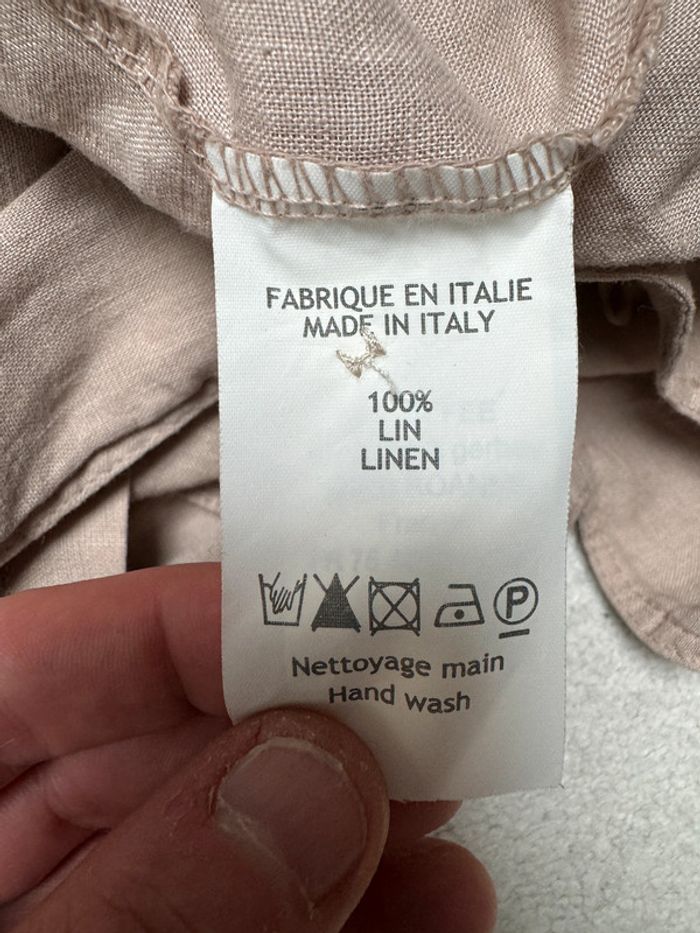 FABRIQUE EN ITALIE
MADE IN ITALY
100%
LIN
LINEN
P
Nettoyage main
Hand wash